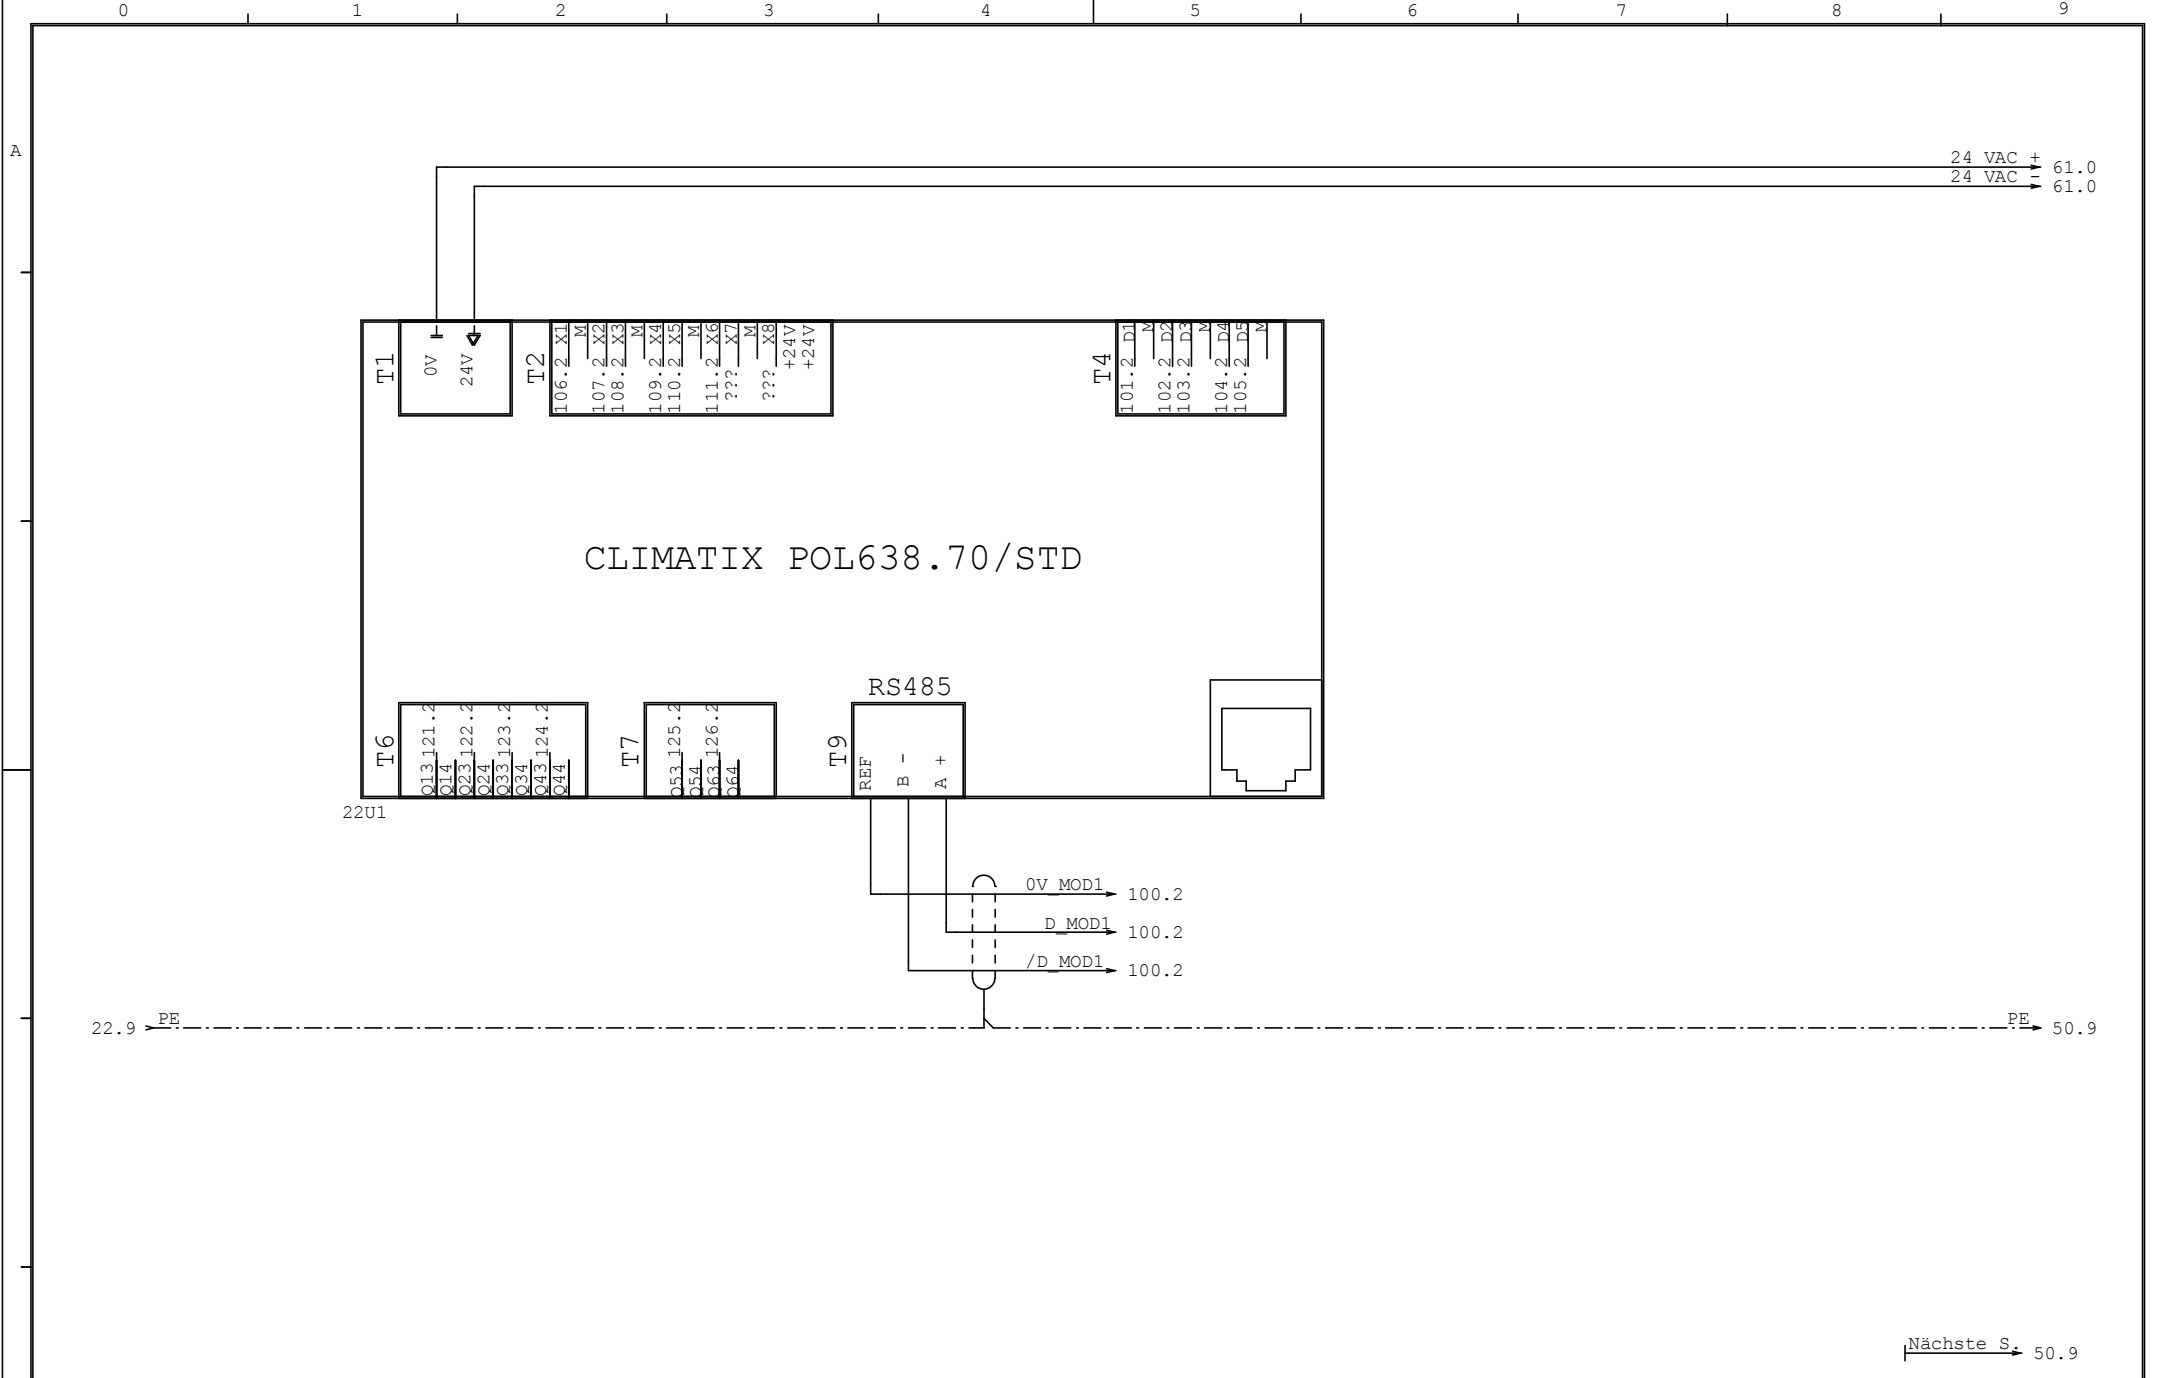 0 1 2 3 4 5 6 7 8 9
A
24 VAC + 61.0
24 VAC - 61.0
T1
0V
24V
T2
106.2 X1
M
107.2 X2
108.2 X3
M
109.2 X4
110.2 X5
M
111.2 X6
??? X7
M
??? X8
+24V
+24V
T4
101.2 D1
M
102.2 D2
103.2 D3
M
104.2 D4
105.2 D5
M
CLIMATIX POL638.70/STD
T6
Q13 121.2
Q14
Q23 122.2
Q24
Q33 123.2
Q34
Q43 124.2
Q44
T7
Q53 125.2
Q54
Q63 126.2
Q64
RS485
T9
REF
B -
A +
22U1
0V_MOD1 100.2
D_MOD1 100.2
/D_MOD1 100.2
22.9 PE
PE 50.9
Nächste S. 50.9